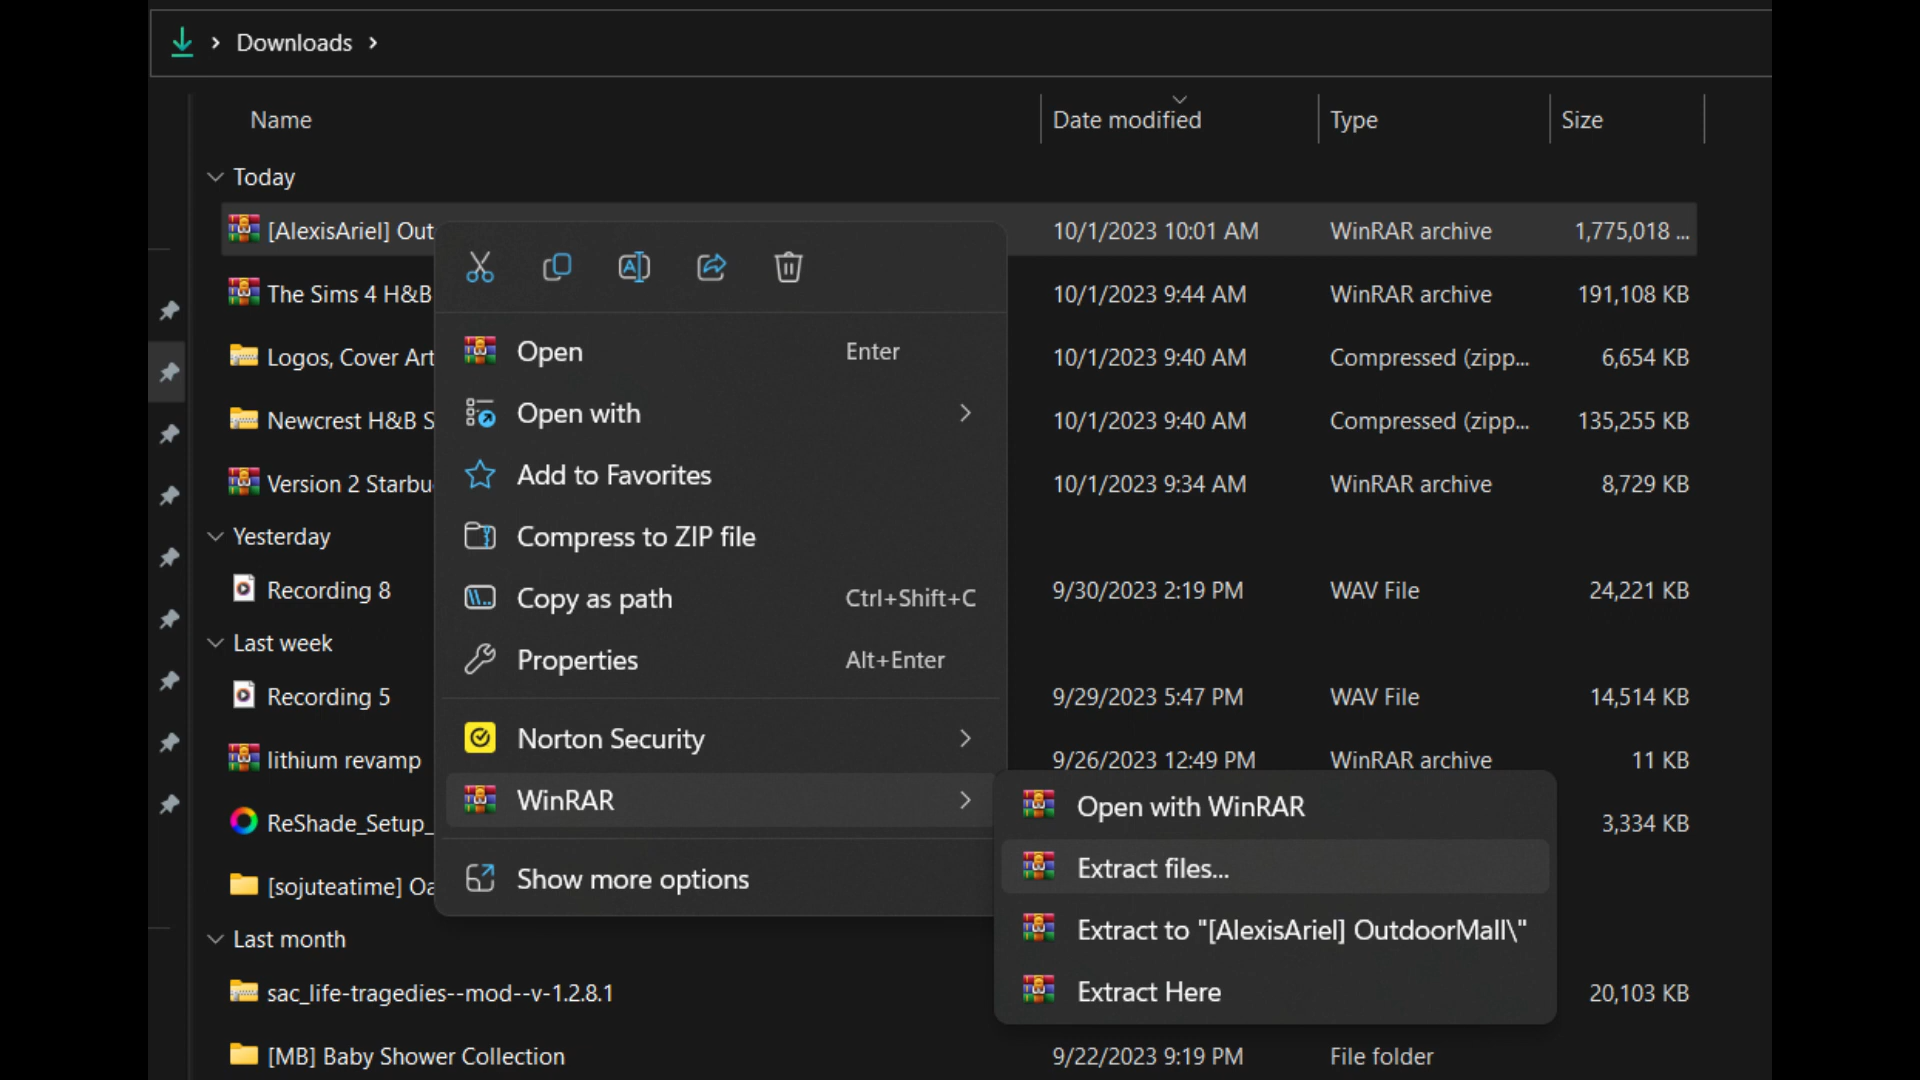 Downloads
Name Date modified Type Size
Today
[AlexisAriel] Out 10/1/2023 10:01 AM WinRAR archive 1,775,018 ...
The Sims 4 H&B 10/1/2023 9:44 AM WinRAR archive 191,108 KB
Logos, Cover Art 10/1/2023 9:40 AM Compressed (zipp... 6,654 KB
Newcrest H&B S 10/1/2023 9:40 AM Compressed (zipp... 135,255 KB
Version 2 Starbu 10/1/2023 9:34 AM WinRAR archive 8,729 KB
Yesterday
Recording 8 9/30/2023 2:19 PM WAV File 24,221 KB
Last week
Recording 5 9/29/2023 5:47 PM WAV File 14,514 KB
lithium revamp 9/26/2023 12:49 PM WinRAR archive 11 KB
ReShade_Setup_ 3,334 KB
[sojuteatime] Oa
Last month
sac_life-tragedies--mod--v-1.2.8.1 20,103 KB
[MB] Baby Shower Collection 9/22/2023 9:19 PM File folder
Open Enter
Open with
Add to Favorites
Compress to ZIP file
Copy as path Ctrl+Shift+C
Properties Alt+Enter
Norton Security
WinRAR
Show more options
Open with WinRAR
Extract files...
Extract to "[AlexisAriel] OutdoorMall\"
Extract Here